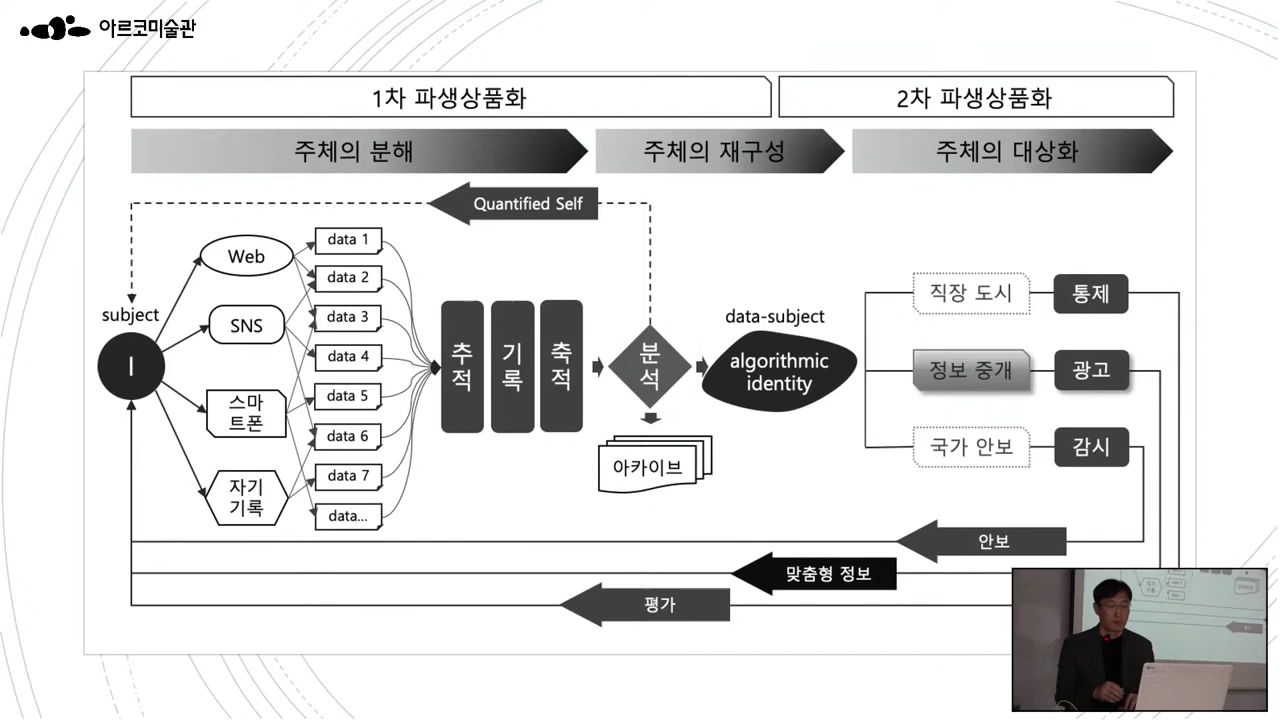 아르코미술관
1차 파생상품화
2차 파생상품화
주체의 분해
주체의 재구성
주체의 대상화
Quantified Self
subject
I
Web
SNS
스마
트폰
자기
기록
data 1
data 2
data 3
data 4
data 5
data 6
data 7
data...
추적
기록
축적
분석
아카이브
data-subject
algorithmic
identity
직장 도시
통제
정보 중개
광고
국가 안보
감시
안보
맞춤형 정보
평가